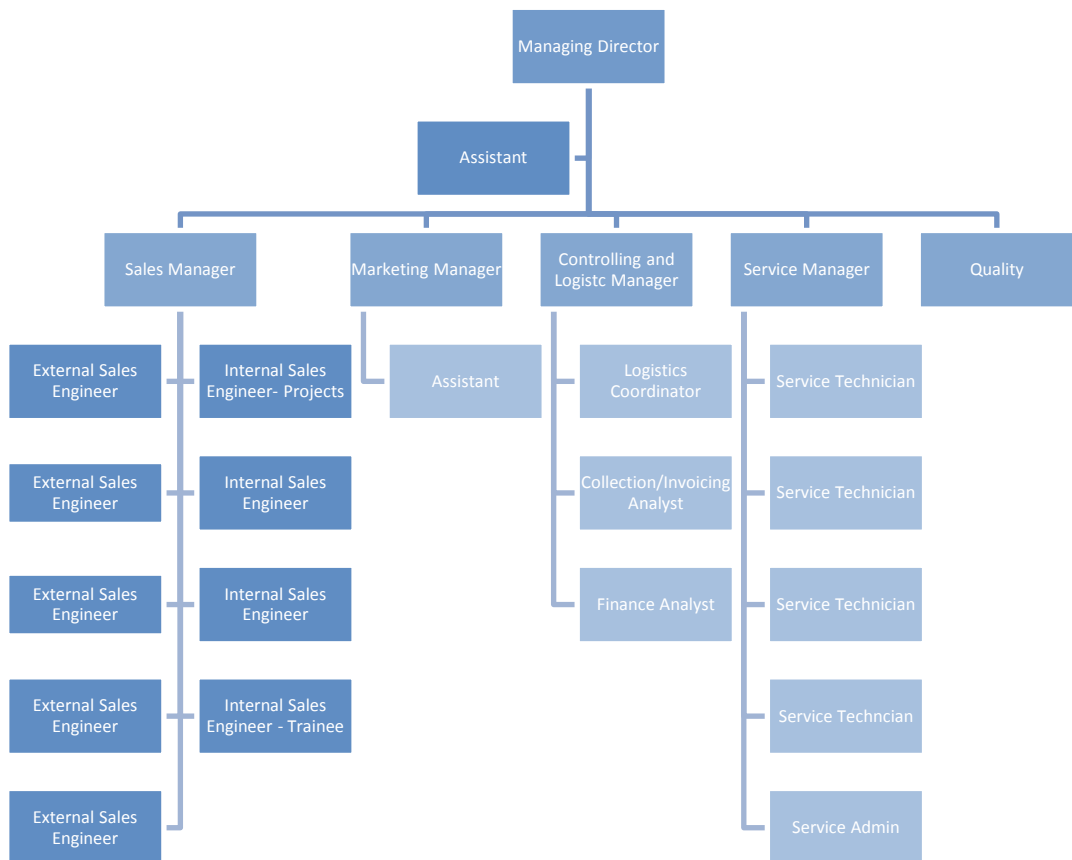 Managing Director
Assistant
Sales Manager
Marketing Manager
Controlling and
Logistc Manager
Service Manager
Quality
External Sales
Engineer
Internal Sales
Engineer- Projects
Assistant
Logistics
Coordinator
Service Technician
External Sales
Engineer
Internal Sales
Engineer
Collection/Invoicing
Analyst
Service Technician
External Sales
Engineer
Internal Sales
Engineer
Finance Analyst
Service Technician
External Sales
Engineer
Internal Sales
Engineer - Trainee
Service Techncian
External Sales
Engineer
Service Admin